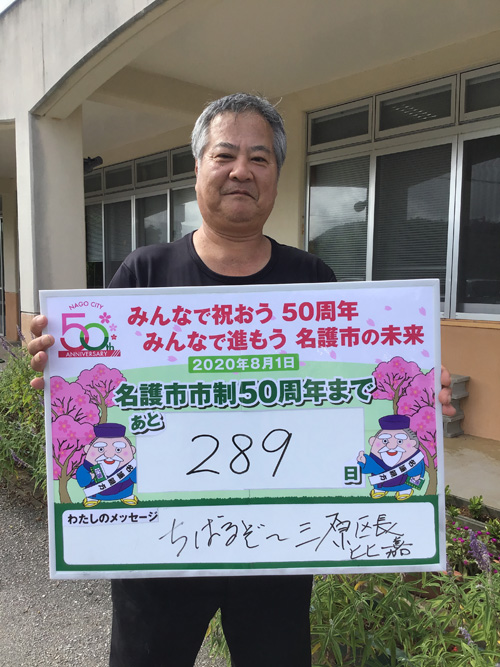 NAGO CITY
50th
ANNIVERSARY
みんなで祝おう 50周年
みんなで進もう 名護市の未来
2020年8月1日
名護市市制50周年まで
あと
289
日
わたしのメッセージ
ちばるぞ〜三原区長
比嘉